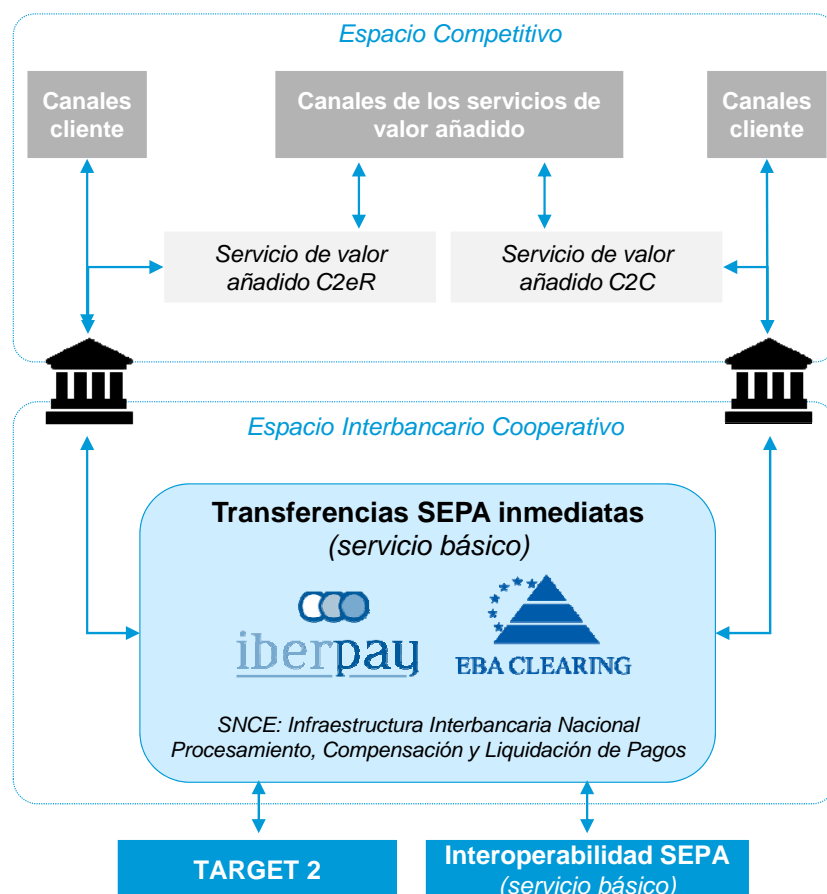 Espacio Competitivo
Canales
cliente
Canales de los servicios de
valor añadido
Canales
cliente
Servicio de valor
añadido C2eR
Servicio de valor
añadido C2C
Espacio Interbancario Cooperativo
Transferencias SEPA inmediatas
(servicio básico)
iberpay
EBA CLEARING
SNCE: Infraestructura Interbancaria Nacional
Procesamiento, Compensación y Liquidación de Pagos
TARGET 2
Interoperabilidad SEPA
(servicio básico)